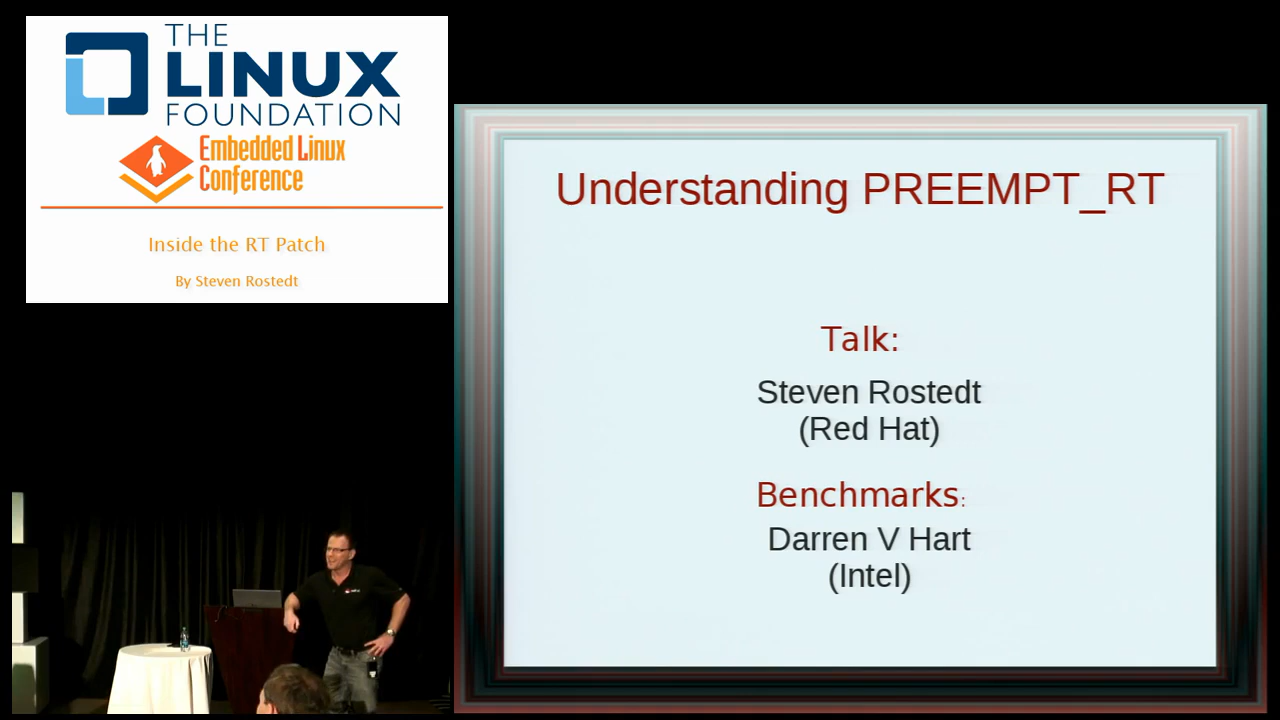 THE
LINUX
FOUNDATION
Embedded Linux
Conference
Inside the RT Patch
By Steven Rostedt
Understanding PREEMPT_RT
Talk:
Steven Rostedt
(Red Hat)
Benchmarks:
Darren V Hart
(Intel)